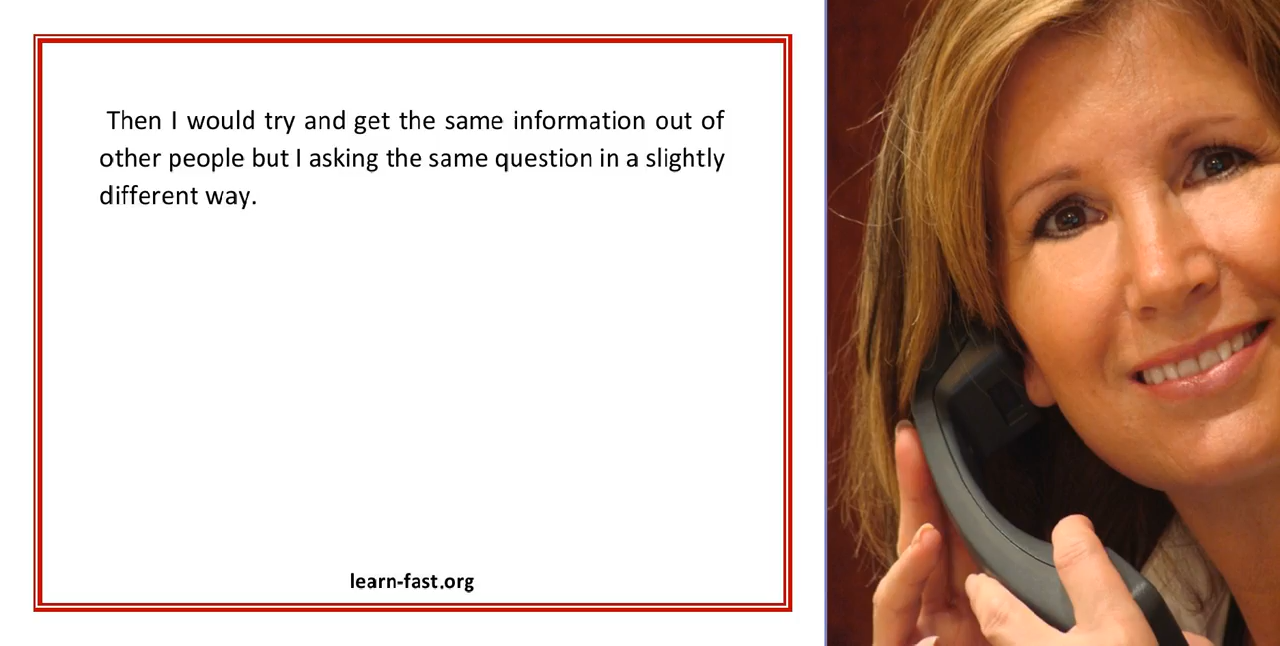 Then I would try and get the same information out of
other people but I asking the same question in a slightly
different way.
learn-fast.org